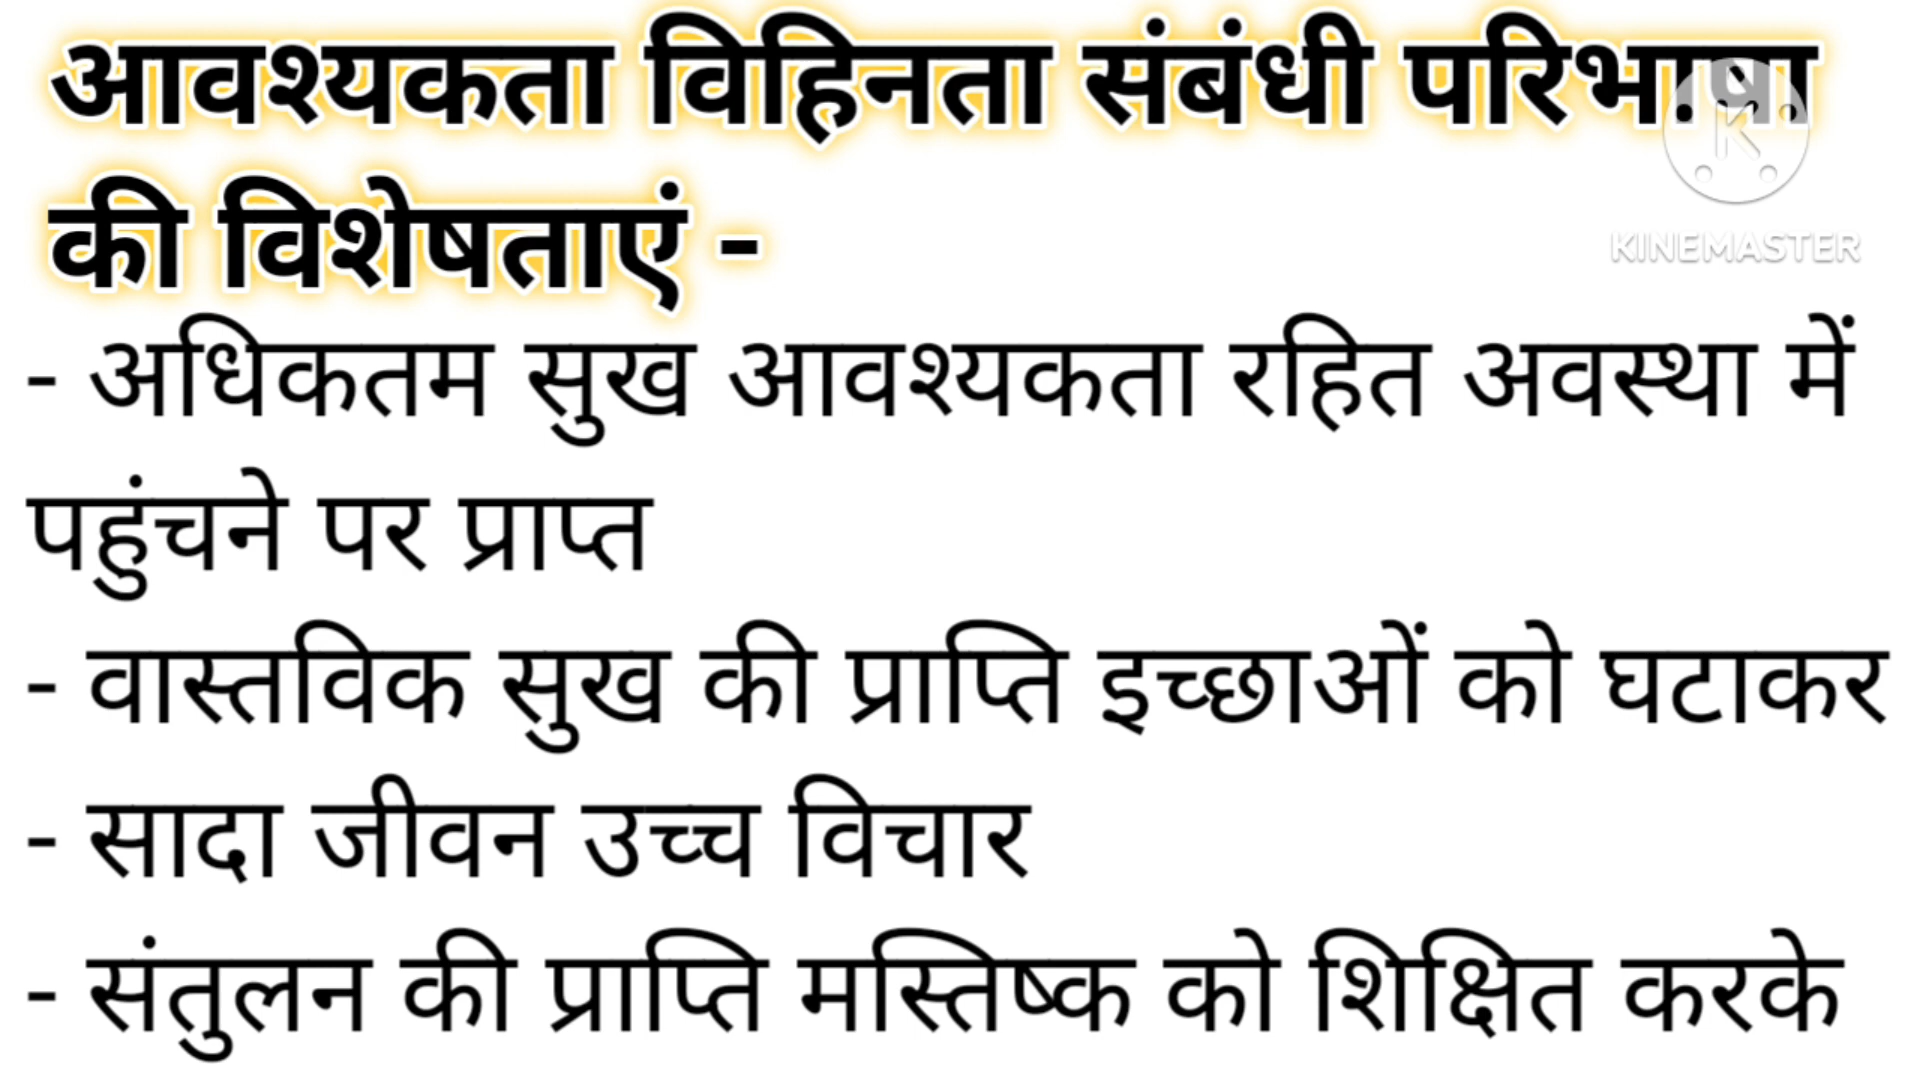 आवश्यकता विहिनता संबंधी परिभाषा
की विशेषताएं -
KINEMASTER
- अधिकतम सुख आवश्यकता रहित अवस्था में
पहुंचने पर प्राप्त
- वास्तविक सुख की प्राप्ति इच्छाओं को घटाकर
- सादा जीवन उच्च विचार
- संतुलन की प्राप्ति मस्तिष्क को शिक्षित करके